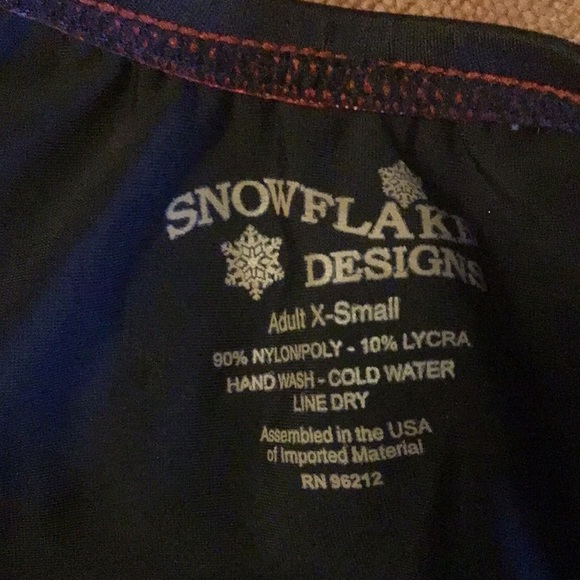 SNOWFLAKE
DESIGNS
Adult X-Small
90% NYLON/POLY - 10% LYCRA
HAND WASH - COLD WATER
LINE DRY
Assembled in the USA
of Imported Material
RN 96212